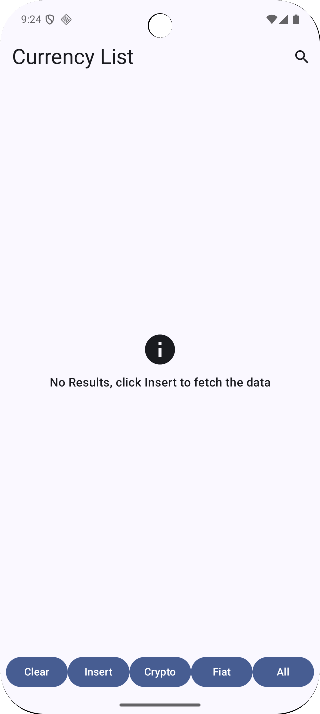 9:24
Currency List
No Results, click Insert to fetch the data
Clear Insert Crypto Fiat All